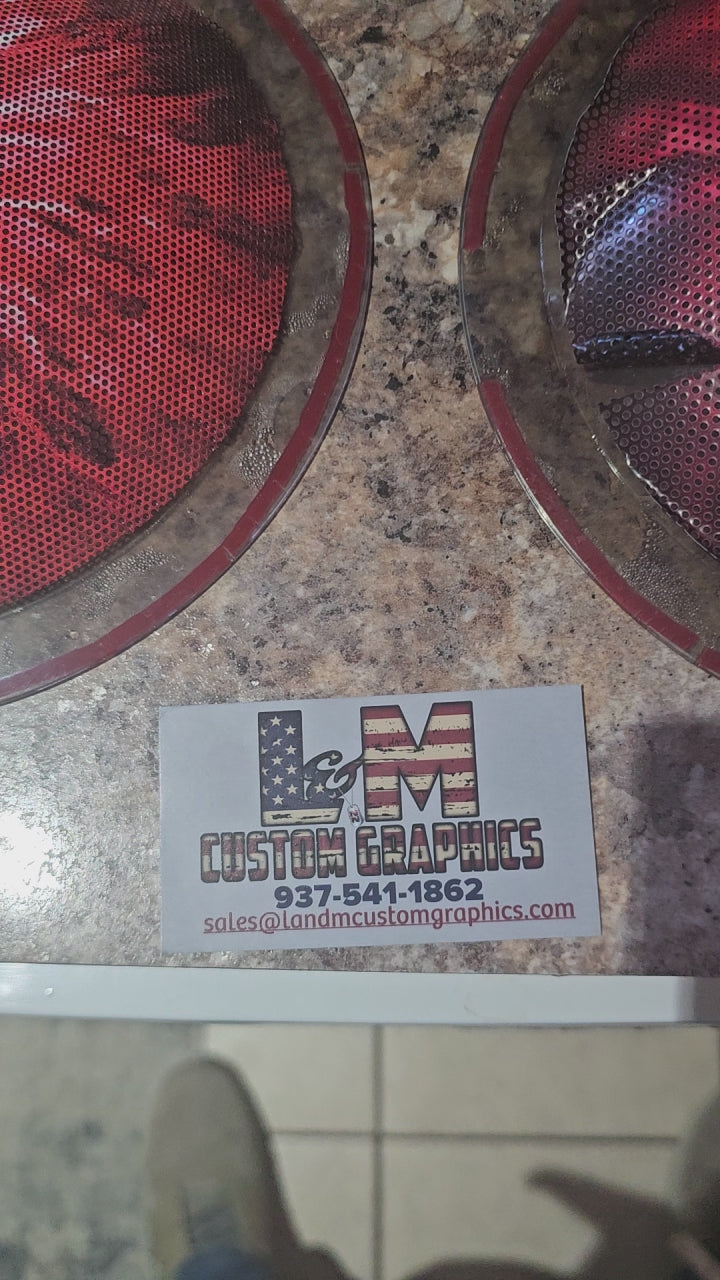 L&M
CUSTOM GRAPHICS
937-541-1862
sales@landmcustomgraphics.com